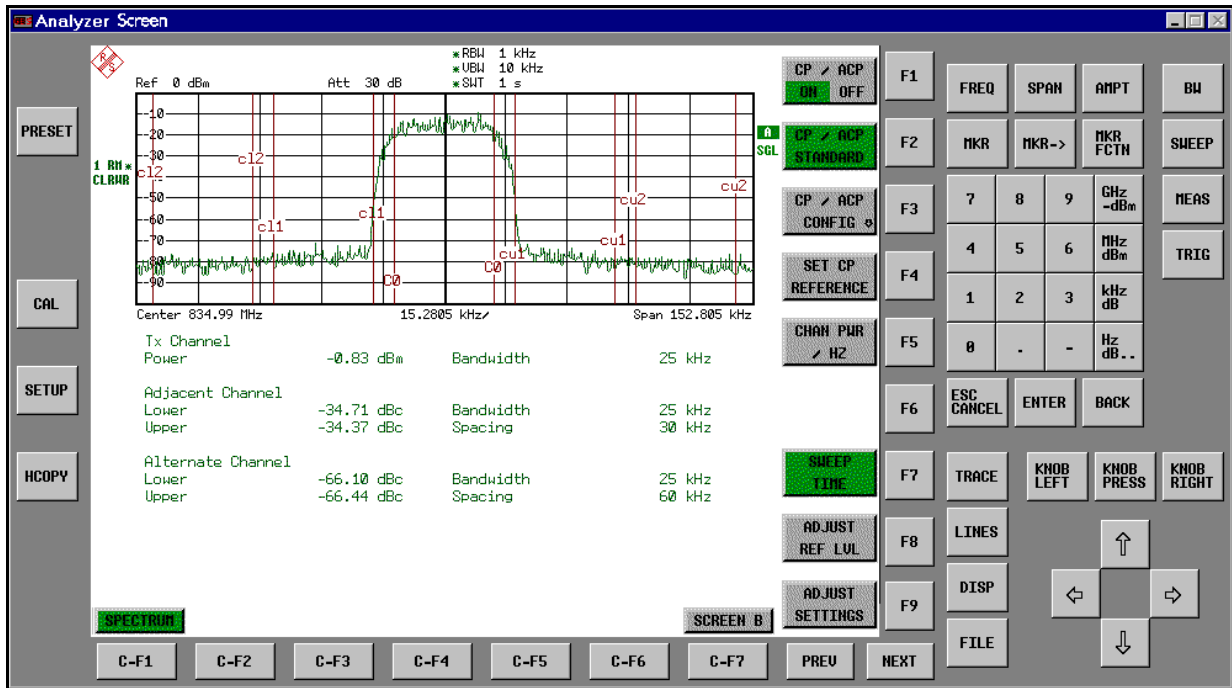 Analyzer Screen
R S
*RBW 1 kHz
*VBW 10 kHz
Ref 0 dBm Att 30 dB *SWT 1 s
PRESET
CAL
SETUP
HCOPY
1 RM*
CLRWR
-10
-20
-30
-50
-60
-70
-80
-90
cl2
cl2
cl1
cl1
C0
C0
cu1
cu1
cu2
cu2
A
SGL
Center 834.99 MHz 15.2805 kHz/ Span 152.805 kHz
Tx Channel
Power -0.83 dBm Bandwidth 25 kHz
Adjacent Channel
Lower -34.71 dBc Bandwidth 25 kHz
Upper -34.37 dBc Spacing 30 kHz
Alternate Channel
Lower -66.10 dBc Bandwidth 25 kHz
Upper -66.44 dBc Spacing 60 kHz
SPECTRUM
SCREEN B
CP / ACP
ON OFF
CP / ACP
STANDARD
CP / ACP
CONFIG
SET CP
REFERENCE
CHAN PWR
/ HZ
SWEEP
TIME
ADJUST
REF LVL
ADJUST
SETTINGS
F1
F2
F3
F4
F5
F6
F7
F8
F9
FREQ SPAN AMPT BW
MKR MKR-> MKR FCTN SWEEP
7 8 9 GHz -dBm MEAS
4 5 6 MHz dBm TRIG
1 2 3 kHz dB
0 . - Hz dB..
ESC CANCEL ENTER BACK
TRACE KNOB LEFT KNOB PRESS KNOB RIGHT
LINES
DISP
FILE
C-F1 C-F2 C-F3 C-F4 C-F5 C-F6 C-F7 PREV NEXT